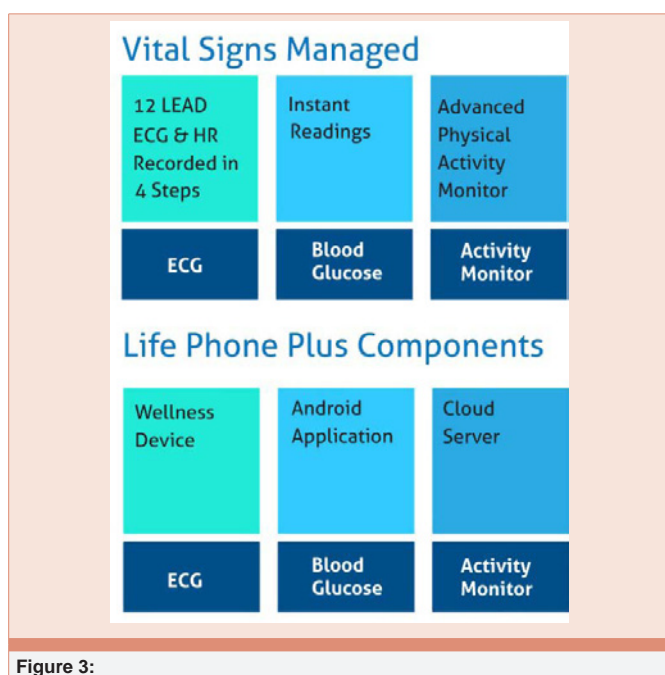 Vital Signs Managed
12 LEAD
ECG & HR
Recorded in
4 Steps
Instant
Readings
Advanced
Physical
Activity
Monitor
ECG
Blood
Glucose
Activity
Monitor
Life Phone Plus Components
Wellness
Device
Android
Application
Cloud
Server
ECG
Blood
Glucose
Activity
Monitor
Figure 3: